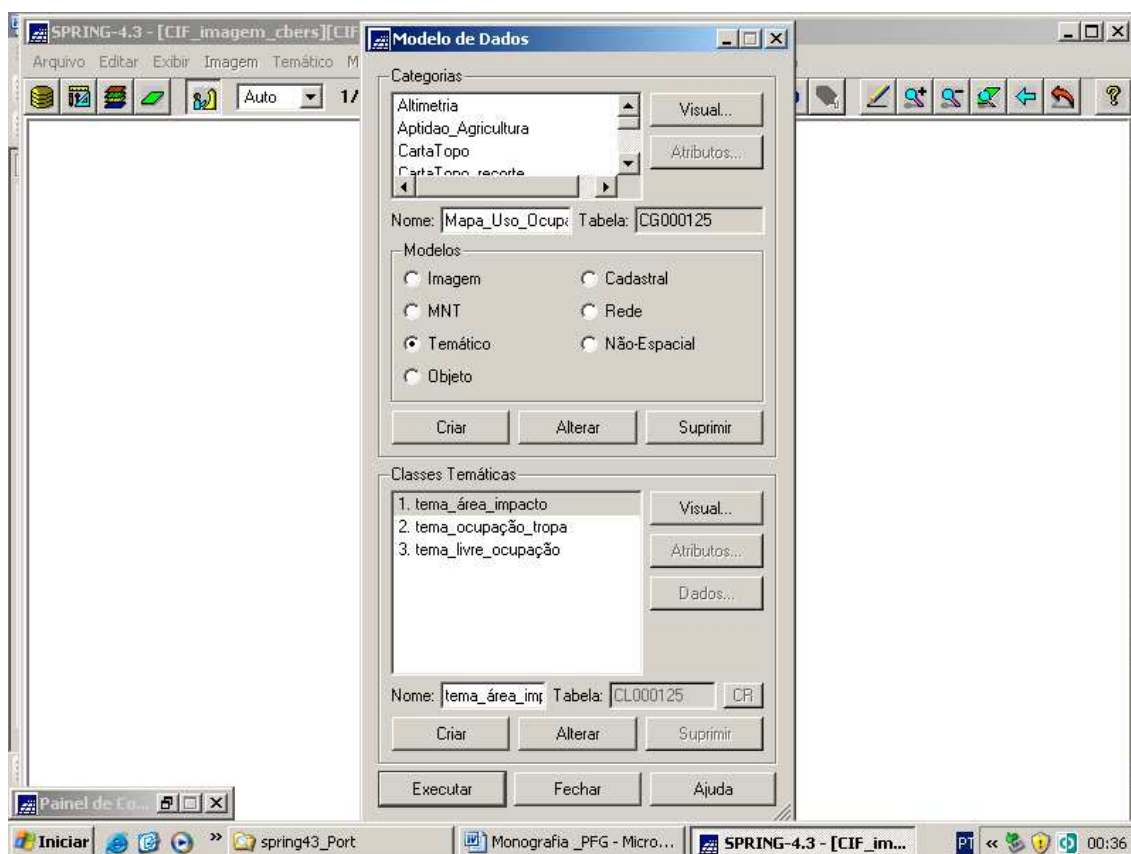 SPRING-4.3 - [CIF_imagem_cbers][CIF
Arquivo Editar Exibir Imagem Temático M
Auto
1/
Modelo de Dados
Categorias
Altimetria
Aptidao_Agricultura
CartaTopo
CartaTopo_recorte
Visual...
Atributos...
Nome: Mapa_Uso_Ocupa Tabela: CG000125
Modelos
Imagem Cadastral
MNT Rede
Temático Não-Espacial
Objeto
Criar Alterar Suprimir
Classes Temáticas
1. tema_área_impacto
2. tema_ocupação_tropa
3. tema_livre_ocupação
Visual...
Atributos...
Dados...
Nome: tema_área_imp Tabela: CL000125 CR
Criar Alterar Suprimir
Executar Fechar Ajuda
Painel de Co...
Iniciar » spring43_Port Monografia _PFG - Micro... SPRING-4.3 - [CIF_im... PT « 00:36